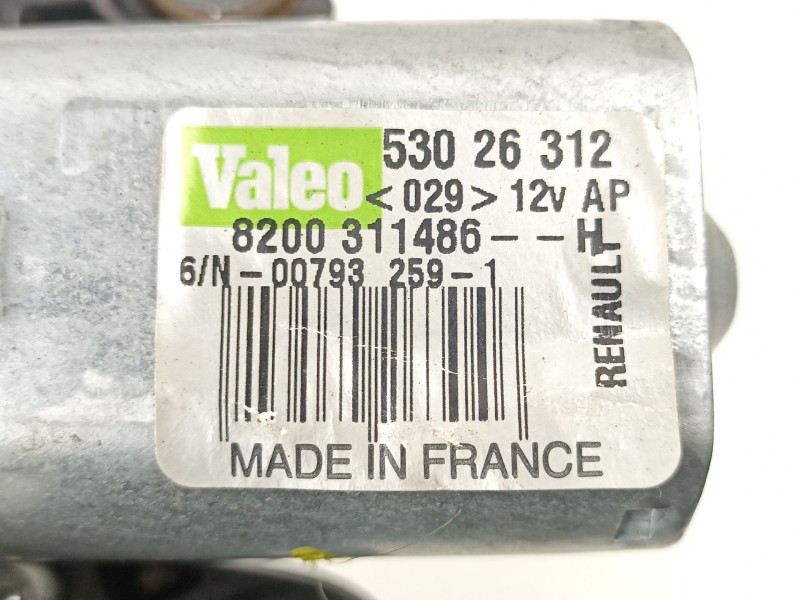 Valeo 530 26 312
<029> 12v AP
8200 311486--H
6/N-00793 259-1
RENAULT
MADE IN FRANCE